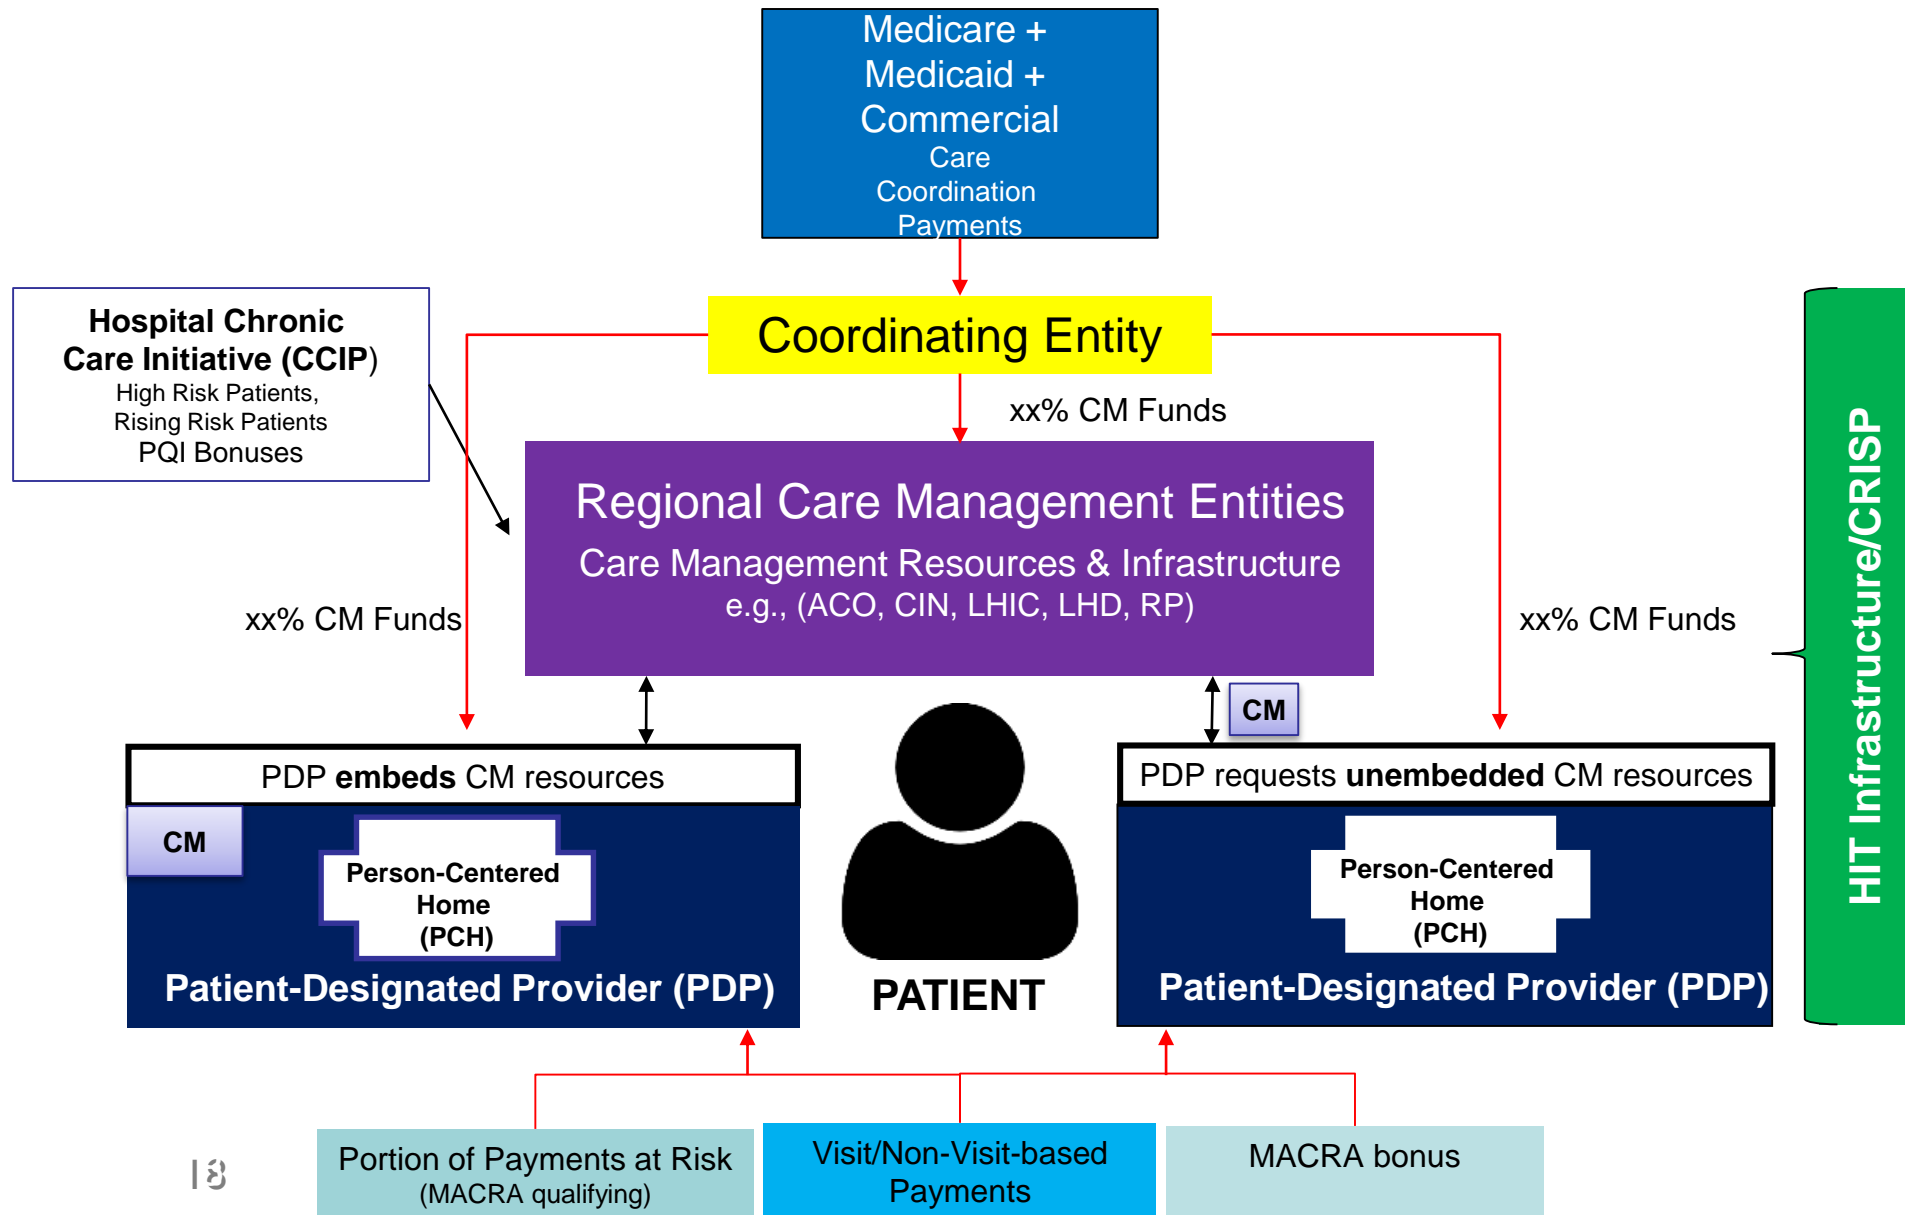 Medicare +
Medicaid +
Commercial
Care
Coordination
Payments
Hospital Chronic
Care Initiative (CCIP)
High Risk Patients,
Rising Risk Patients
PQI Bonuses
Coordinating Entity
xx% CM Funds
Regional Care Management Entities
Care Management Resources & Infrastructure
e.g., (ACO, CIN, LHIC, LHD, RP)
xx% CM Funds
xx% CM Funds
HIT Infrastructure/CRISP
CM
PDP embeds CM resources
PDP requests unembedded CM resources
CM
Person-Centered
Home
(PCH)
Patient-Designated Provider (PDP)
PATIENT
Person-Centered
Home
(PCH)
Patient-Designated Provider (PDP)
Portion of Payments at Risk
(MACRA qualifying)
Visit/Non-Visit-based
Payments
MACRA bonus
18